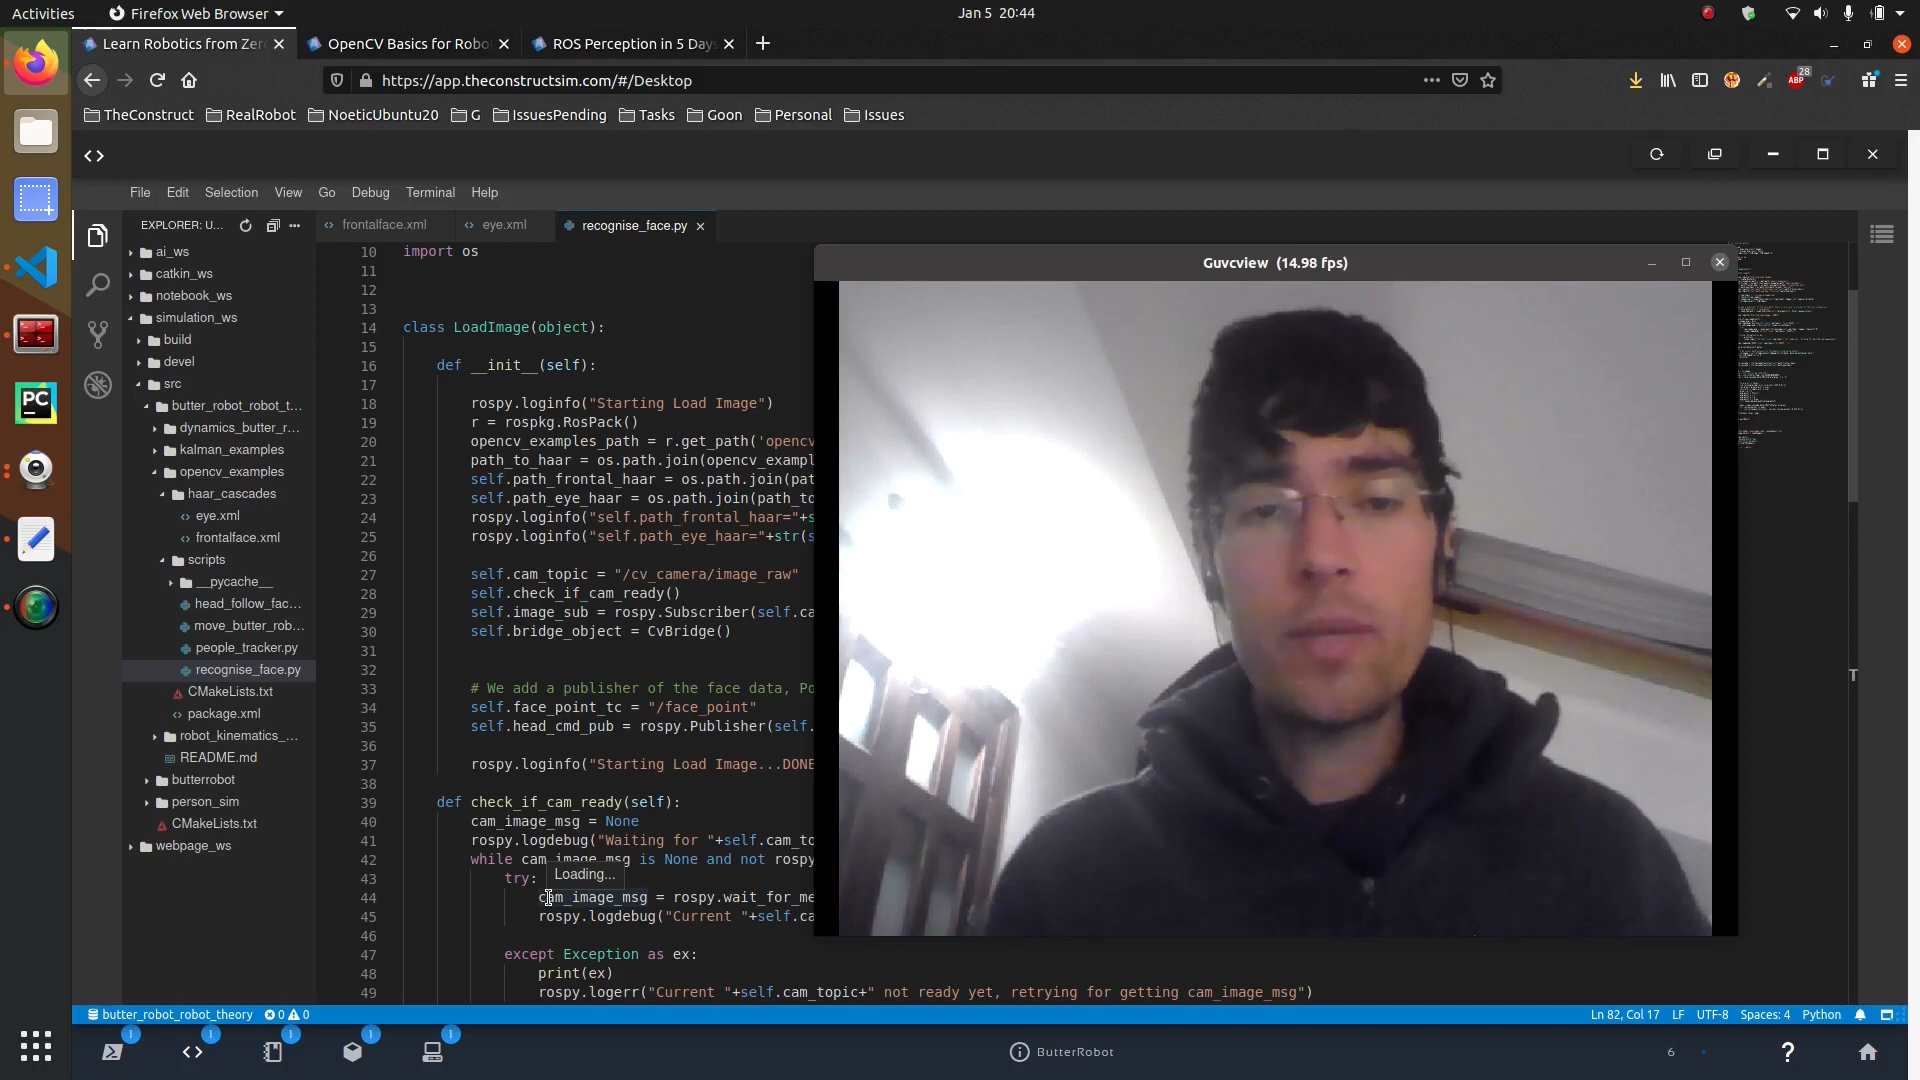 Activities
Firefox Web Browser
Jan 5 20:44
Learn Robotics from Zer
OpenCV Basics for Robo
ROS Perception in 5 Days
https://app.theconstructsim.com/#/Desktop
28
ABP
TheConstruct
RealRobot
NoeticUbuntu20
G
IssuesPending
Tasks
Goon
Personal
Issues
File Edit Selection View Go Debug Terminal Help
EXPLORER: U...
frontalface.xml
eye.xml
recognise_face.py
ai_ws
catkin_ws
notebook_ws
simulation_ws
build
devel
src
butter_robot_robot_t...
dynamics_butter_r...
kalman_examples
opencv_examples
haar_cascades
eye.xml
frontalface.xml
scripts
__pycache__
head_follow_fac...
move_butter_rob...
people_tracker.py
recognise_face.py
CMakeLists.txt
package.xml
robot_kinematics_...
README.md
butterrobot
person_sim
CMakeLists.txt
webpage_ws
PC
10 import os
11
12
13
14 class LoadImage(object):
15
16 def __init__(self):
17
18 rospy.loginfo("Starting Load Image")
19 r = rospkg.RosPack()
20 opencv_examples_path = r.get_path('opencv
21 path_to_haar = os.path.join(opencv_exampl
22 self.path_frontal_haar = os.path.join(pat
23 self.path_eye_haar = os.path.join(path_to
24 rospy.loginfo("self.path_frontal_haar="+s
25 rospy.loginfo("self.path_eye_haar="+str(s
26
27 self.cam_topic = "/cv_camera/image_raw"
28 self.check_if_cam_ready()
29 self.image_sub = rospy.Subscriber(self.ca
30 self.bridge_object = CvBridge()
31
32
33 # We add a publisher of the face data, Po
34 self.face_point_tc = "/face_point"
35 self.head_cmd_pub = rospy.Publisher(self.
36
37 rospy.loginfo("Starting Load Image...DONE
38
39 def check_if_cam_ready(self):
40 cam_image_msg = None
41 rospy.logdebug("Waiting for "+self.cam_to
42 while cam_image_msg is None and not rospy
43 try:
Loading...
44 cam_image_msg = rospy.wait_for_me
45 rospy.logdebug("Current "+self.ca
46
47 except Exception as ex:
48 print(ex)
49 rospy.logerr("Current "+self.cam_topic+" not ready yet, retrying for getting cam_image_msg")
Guvcview (14.98 fps)
T
butter_robot_robot_theory
0
0
Ln 82, Col 17
LF
UTF-8
Spaces: 4
Python
ButterRobot
6
?